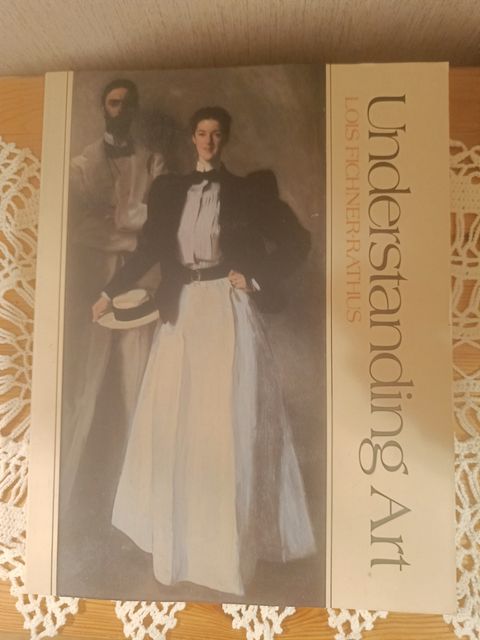 Understanding Art
LOIS FICHNER-RATHUS